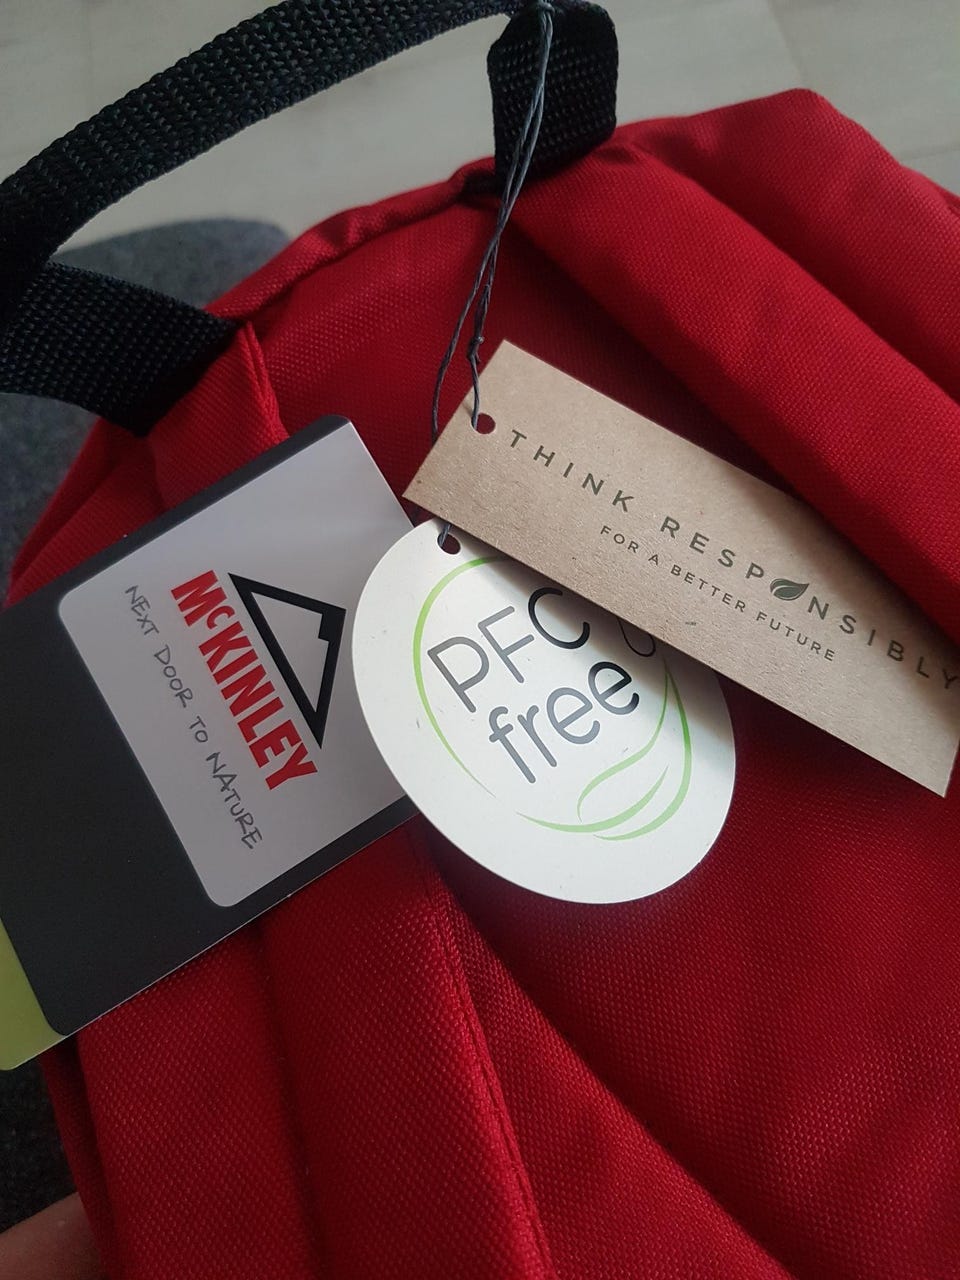 THINK RESPONSIBLY
FOR A BETTER FUTURE
McKINLEY
NEXT DOOR TO NATURE
PFC
free